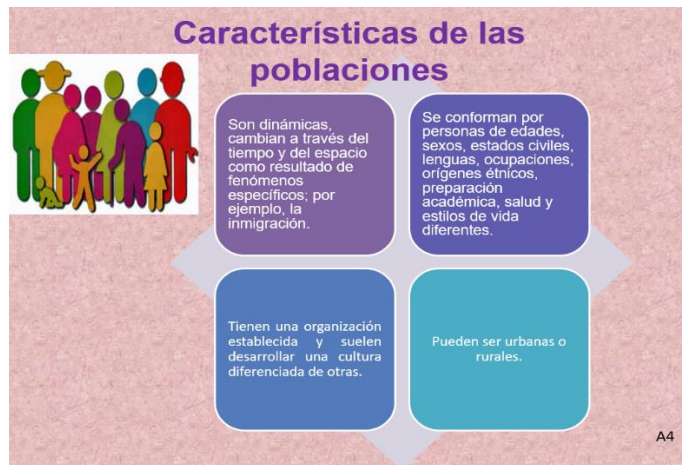 Características de las
poblaciones
Son dinámicas,
cambian a través del
tiempo y del espacio
como resultado de
fenómenos
específicos; por
ejemplo, la
inmigración.
Se conforman por
personas de edades,
sexos, estados civiles,
lenguas, ocupaciones,
orígenes étnicos,
preparación
académica, salud y
estilos de vida
diferentes.
Tienen una organización
establecida y suelen
desarrollar una cultura
diferenciada de otras.
Pueden ser urbanas o
rurales.
A4